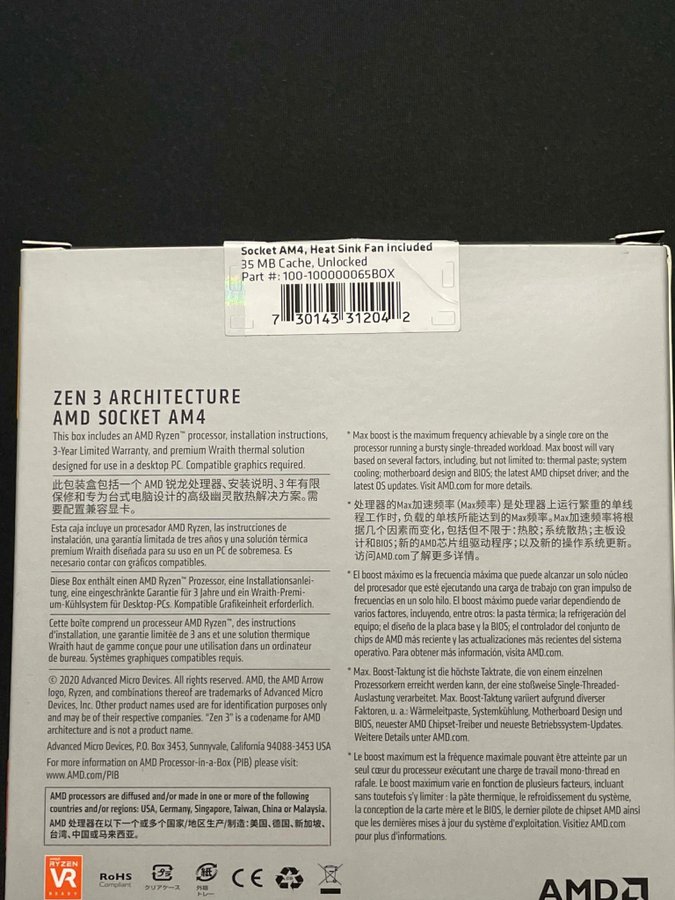 Socket AM4, Heat Sink Fan Included
35 MB Cache, Unlocked
Part #: 100-100000065BOX
7 30143 31204 2
ZEN 3 ARCHITECTURE
AMD SOCKET AM4
This box includes an AMD Ryzen™ processor, installation instructions,
3-Year Limited Warranty, and premium Wraith thermal solution
designed for use in a desktop PC. Compatible graphics required.
此包装盒包括一个 AMD 锐龙处理器、安装说明、3年有限
保修和专为台式电脑设计的高级幽灵散热解决方案。需
要配置兼容显卡。
Esta caja incluye un procesador AMD Ryzen, las instrucciones de
instalación, una garantía limitada de tres años y una solución térmica
premium Wraith diseñada para su uso en un PC de sobremesa. Es
necesario contar con gráficos compatibles.
Diese Box enthält einen AMD Ryzen™ Prozessor, eine Installationsanlei-
tung, eine eingeschränkte Garantie für 3 Jahre und ein Wraith-Premi-
um-Kühlsystem für Desktop-PCs. Kompatible Grafikeinheit erforderlich.
Cette boîte comprend un processeur AMD Ryzen™, des instructions
d'installation, une garantie limitée de 3 ans et une solution thermique
Wraith haut de gamme conçue pour une utilisation dans un ordinateur
de bureau. Systèmes graphiques compatibles requis.
© 2020 Advanced Micro Devices. All rights reserved. AMD, the AMD Arrow
logo, Ryzen, and combinations thereof are trademarks of Advanced Micro
Devices, Inc. Other product names used are for identification purposes only
and may be of their respective companies. "Zen 3" is a codename for AMD
architecture and is not a product name.
Advanced Micro Devices, P.O. Box 3453, Sunnyvale, California 94088-3453 USA
For more information on AMD Processor-in-a-Box (PIB) please visit:
www.AMD.com/PIB
AMD processors are diffused and/or made in one or more of the following
countries and/or regions: USA, Germany, Singapore, Taiwan, China or Malaysia.
AMD 处理器在以下一个或多个国家/地区生产/制造：美国、德国、新加坡、
台湾、中国或马来西亚。
* Max boost is the maximum frequency achievable by a single core on the
processor running a bursty single-threaded workload. Max boost will vary
based on several factors, including, but not limited to: thermal paste; system
cooling; motherboard design and BIOS; the latest AMD chipset driver; and the
latest OS updates. Visit AMD.com for more details.
* 处理器的Max加速频率（Max频率）是处理器上运行繁重的单线
程工作时，负载的单核所能达到的Max频率。Max加速频率将根
据几个因素而变化，包括但不限于：热胶；系统散热；主板设
计和BIOS；新的AMD芯片组驱动程序；以及新的操作系统更新。
访问AMD.com了解更多详情。
* El boost máximo es la frecuencia máxima que puede alcanzar un solo núcleo
del procesador que esté ejecutando una carga de trabajo con gran impulso de
frecuencias en un solo hilo. El boost máximo puede variar dependiendo de
varios factores, incluyendo, entre otros: la pasta térmica; la refrigeración del
equipo; el diseño de la placa base y la BIOS; el controlador del conjunto de
chips de AMD más reciente y las actualizaciones más recientes del sistema
operativo. Para obtener más información, visita AMD.com.
* Max. Boost-Taktung ist die höchste Taktrate, die von einem einzelnen
Prozessorkern erreicht werden kann, der eine stoßweise Single-Threaded-
Auslastung verarbeitet. Max. Boost-Taktung variiert aufgrund diverser
Faktoren, u. a.: Wärmeleitpaste, Systemkühlung, Motherboard Design und
BIOS, neuester AMD Chipset-Treiber und neueste Betriebssystem-Updates.
Weitere Details unter AMD.com.
* Le boost maximum est la fréquence maximale pouvant être atteinte par un
seul cœur du processeur exécutant une charge de travail mono-thread en
rafale. Le boost maximum varie en fonction de plusieurs facteurs, incluant
sans toutefois s'y limiter : la pâte thermique, le refroidissement du système,
la conception de la carte mère et le BIOS, le dernier pilote de chipset AMD ainsi
que les dernières mises à jour du système d'exploitation. Visitiez AMD.com
pour plus d'informations.
AMD
RYZEN
VR
READY
RoHS
Compliant
クリアケース
紙
外箱
トレー
CE
AMD